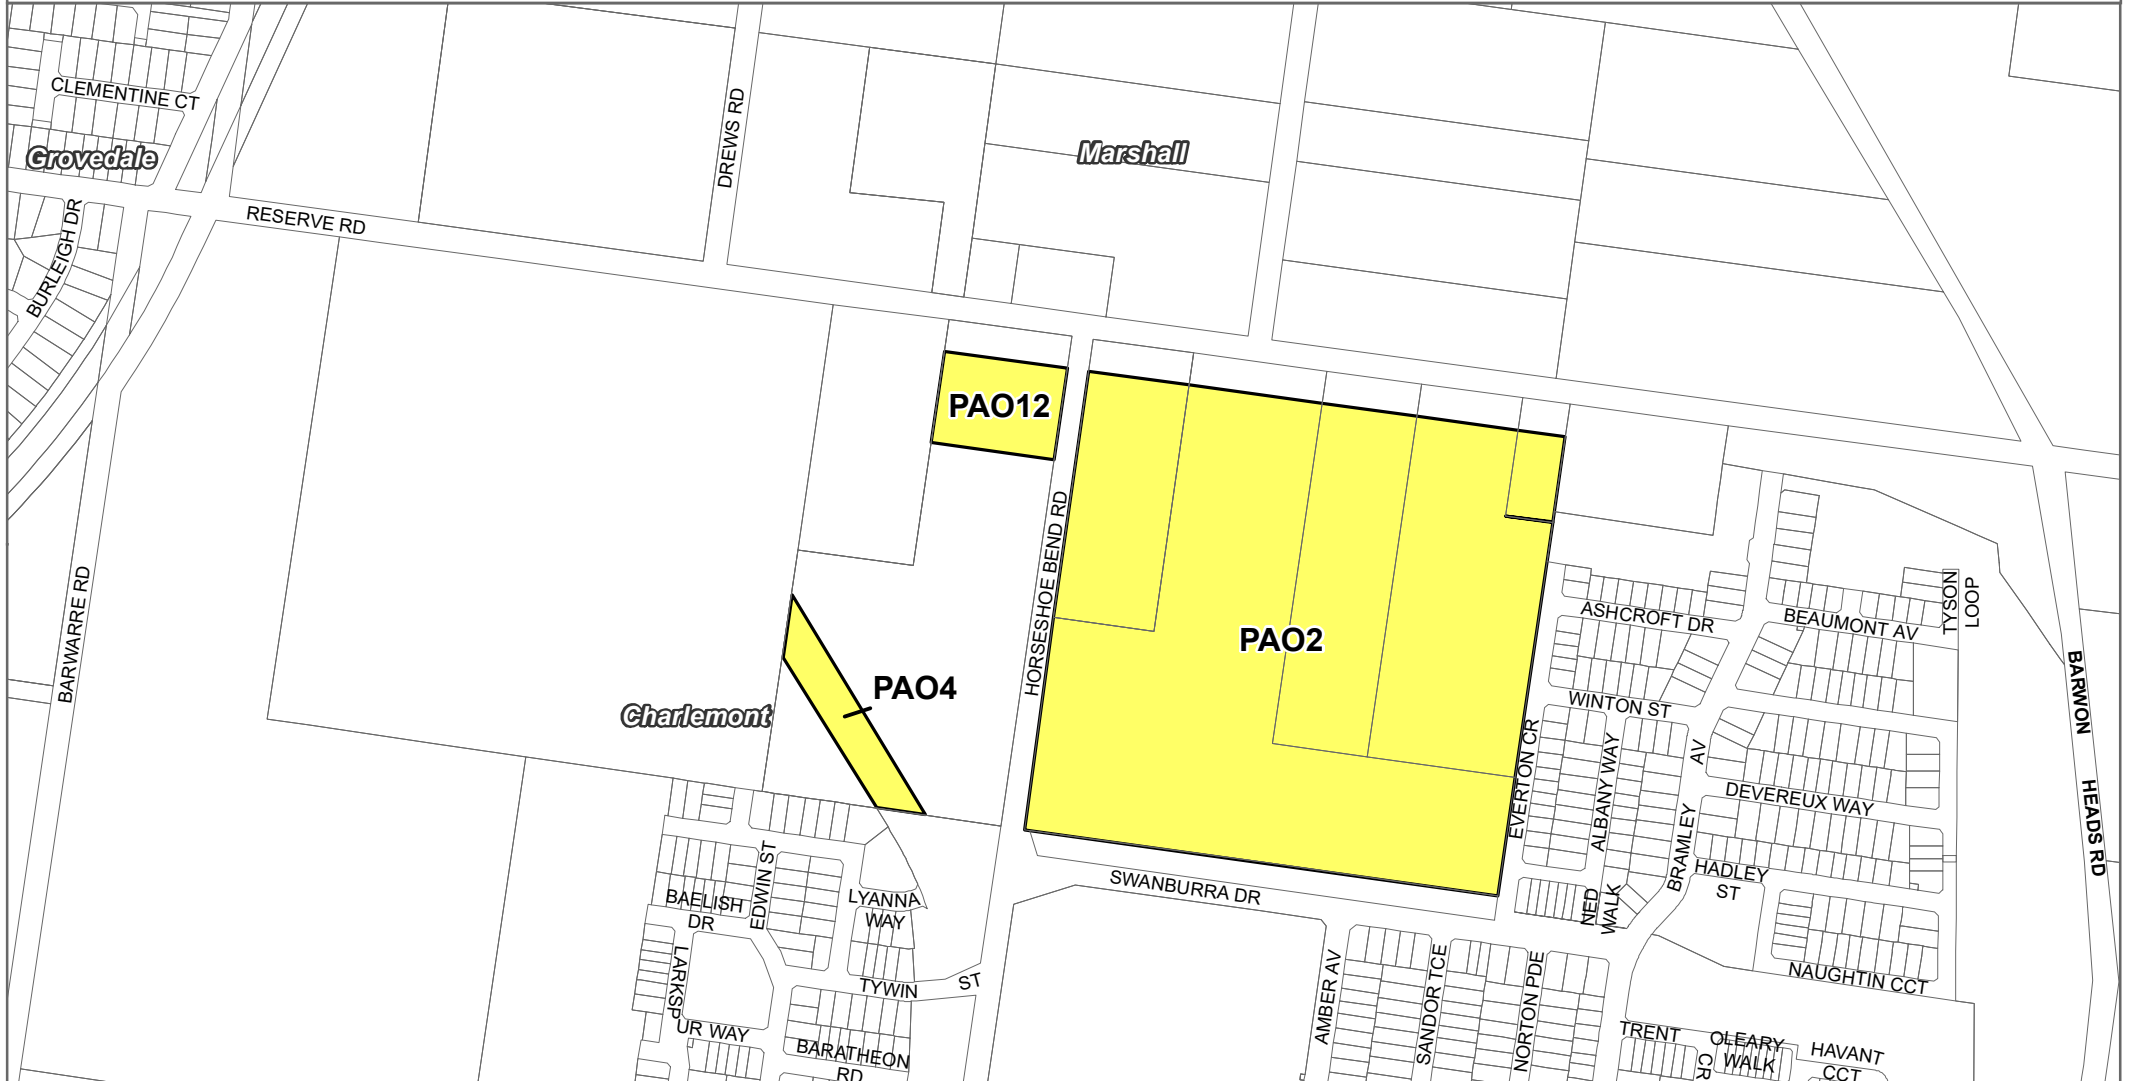 CLEMENTINE CT
Grovedale
DREWS RD
Marshall
RESERVE RD
BURLEIGH DR
PAO12
HORSESHOE BEND RD
PAO2
PAO4
Charlemont
BARWARRE RD
ASHCROFT DR
BEAUMONT AV
TYSON
LOOP
WINTON ST
BARWON
HEADS RD
EVERTON CR
ALBANY WAY
BRAMLEY
AV
DEVEREUX WAY
HADLEY
ST
NED
WALK
SWANBURRA DR
EDWIN ST
BAELISH
DR
LYANNA
WAY
LARKSP
UR WAY
TYWIN
ST
BARATHEON
RD
AMBER AV
SANDOR TCE
NORTON PDE
NAUGHTIN CCT
TRENT
CR
OLEARY
WALK
HAVANT
CCT